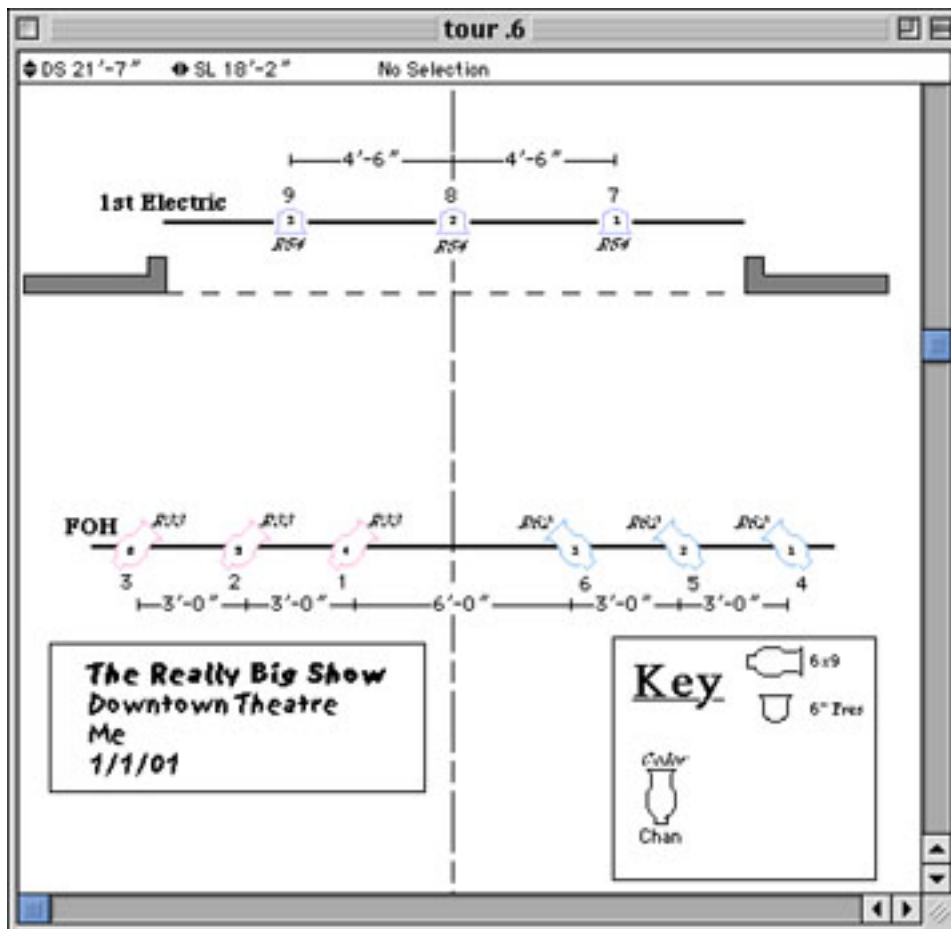 tour .6
DS 21'-7" SL 18'-2" No Selection
4'-6" 4'-6"
9 8 7
1st Electric
3 2 1
R54 R54 R54
FOH R33 R33 R33
3 2 1 6 5 4
3'-0" 3'-0" 6'-0" 3'-0" 3'-0"
The Really Big Show
Downtown Theatre
Me
1/1/01
Key
6x9
6" Fres
Color
Chan